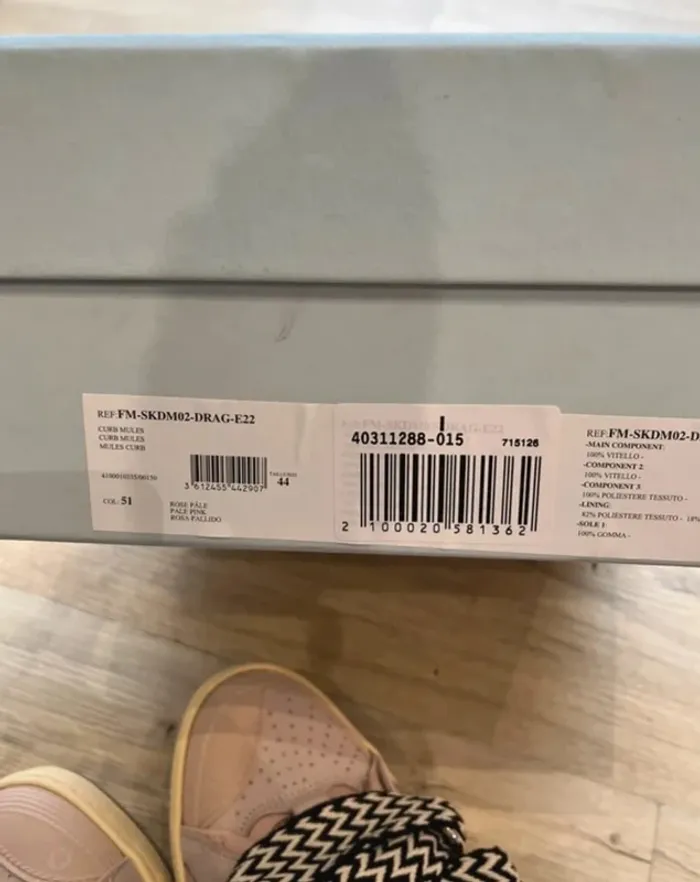 REF:FM-SKDM02-DRAG-E22
CURB MULES
CURB MULES
MULES CURB
3 612455 442907
44
COL: 51
ROSE PÂLE
PALE PINK
ROSA PALLIDO
40311288-015
715126
2 100020 581362
REF:FM-SKDM02-D
-MAIN COMPONENT:
100% VITELLO -
-COMPONENT 2:
100% VITELLO -
-COMPONENT 3:
100% POLIESTERE TESSUTO -
-LINING:
82% POLIESTERE TESSUTO - 18%
-SOLE 1:
100% GOMMA -